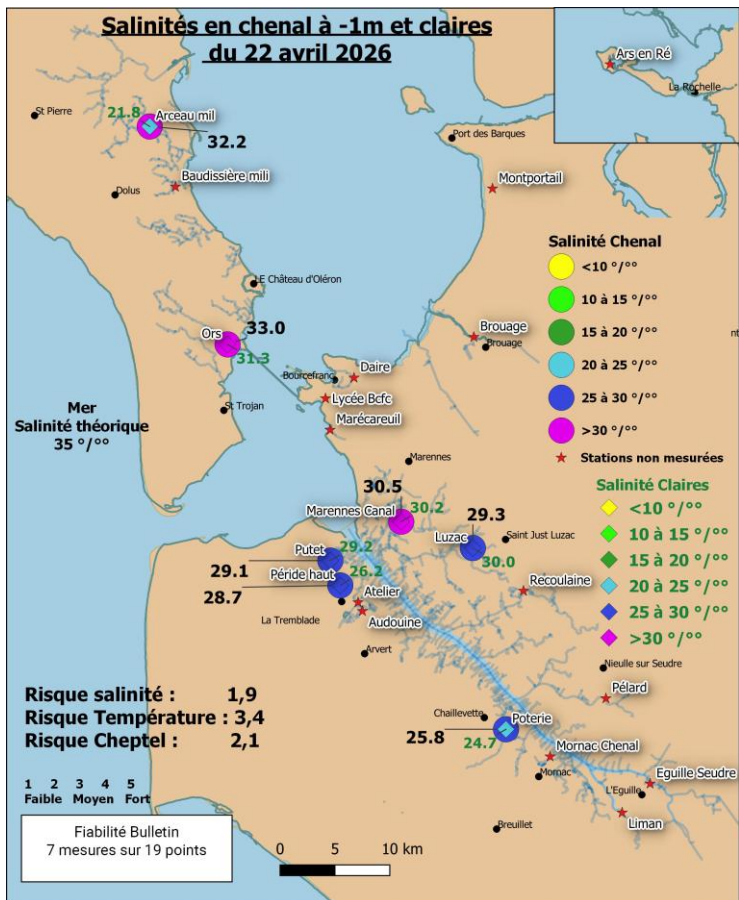 Salinités en chenal à -1m et claires
du 22 avril 2026
Ars en Ré
La Rochelle
St Pierre
21.8
Arceau mil
32.2
Port des Barques
Baudissière mili
Dolus
Montportail
Salinité Chenal
<10 °/°°
10 à 15 °/°°
15 à 20 °/°°
20 à 25 °/°°
25 à 30 °/°°
>30 °/°°
Stations non mesurées
LE Château d'Oléron
Ors
33.0
31.3
Brouage
Brouage
nt
Bourcefranc
Daire
Lycée Bcfc
Marécareuil
St Trojan
Mer
Salinité théorique
35 °/°°
Marennes
Salinité Claires
<10 °/°°
10 à 15 °/°°
15 à 20 °/°°
20 à 25 °/°°
25 à 30 °/°°
>30 °/°°
30.5
Marennes Canal
30.2
29.3
Luzac
Saint Just Luzac
30.0
Putet
29.2
29.1
Péride haut
26.2
28.7
Recoulaine
Atelier
Audouine
La Tremblade
Arvert
Nieulle sur Seudre
Pélard
Risque salinité : 1,9
Risque Température : 3,4
Risque Cheptel : 2,1
Chaillevette
Poterie
25.8
24.7
Mornac Chenal
Mornac
Eguille Seudre
L'Eguille
Liman
Breuillet
1 2 3 4 5
Faible Moyen Fort
Fiabilité Bulletin
7 mesures sur 19 points
0 5 10 km